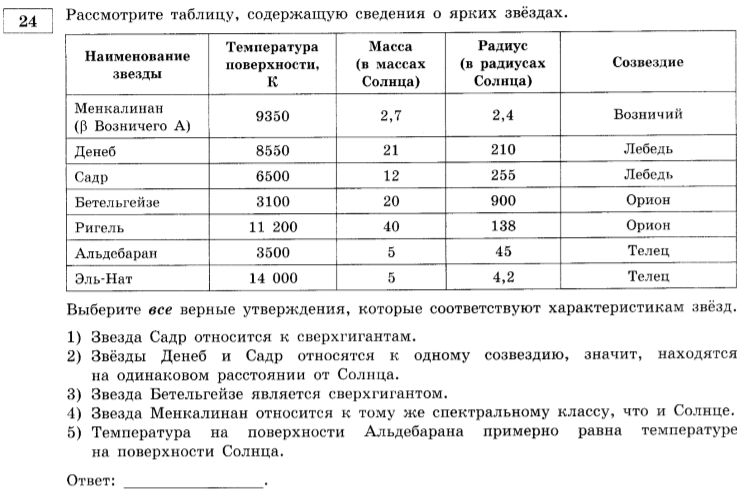 24
Рассмотрите таблицу, содержащую сведения о ярких звёздах.
Наименование звезды | Температура поверхности, К | Масса (в массах Солнца) | Радиус (в радиусах Солнца) | Созвездие
Менкалинан (β Возничего А) | 9350 | 2,7 | 2,4 | Возничий
Денеб | 8550 | 21 | 210 | Лебедь
Садр | 6500 | 12 | 255 | Лебедь
Бетельгейзе | 3100 | 20 | 900 | Орион
Ригель | 11 200 | 40 | 138 | Орион
Альдебаран | 3500 | 5 | 45 | Телец
Эль-Нат | 14 000 | 5 | 4,2 | Телец
Выберите все верные утверждения, которые соответствуют характеристикам звёзд.
1) Звезда Садр относится к сверхгигантам.
2) Звёзды Денеб и Садр относятся к одному созвездию, значит, находятся
на одинаковом расстоянии от Солнца.
3) Звезда Бетельгейзе является сверхгигантом.
4) Звезда Менкалинан относится к тому же спектральному классу, что и Солнце.
5) Температура на поверхности Альдебарана примерно равна температуре
на поверхности Солнца.
Ответ: ____________________.